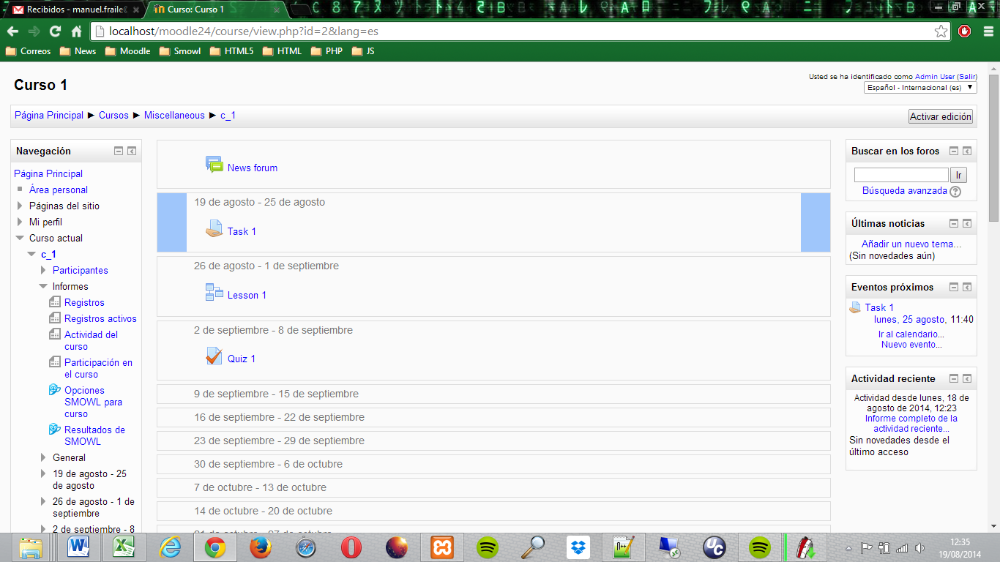 Recibidos - manuel.fraile@
Curso: Curso 1
localhost/moodle24/course/view.php?id=2&lang=es
Correos
News
Moodle
Smowl
HTML5
HTML
PHP
JS
Curso 1
Usted se ha identificado como Admin User (Salir)
Español - Internacional (es)
Página Principal ► Cursos ► Miscellaneous ► c_1
Activar edición
Navegación
Página Principal
Área personal
Páginas del sitio
Mi perfil
Curso actual
c_1
Participantes
Informes
Registros
Registros activos
Actividad del
curso
Participación en
el curso
Opciones
SMOWL para
curso
Resultados de
SMOWL
General
19 de agosto - 25
de agosto
26 de agosto - 1 de
septiembre
2 de septiembre - 8
News forum
19 de agosto - 25 de agosto
Task 1
26 de agosto - 1 de septiembre
Lesson 1
2 de septiembre - 8 de septiembre
Quiz 1
9 de septiembre - 15 de septiembre
16 de septiembre - 22 de septiembre
23 de septiembre - 29 de septiembre
30 de septiembre - 6 de octubre
7 de octubre - 13 de octubre
14 de octubre - 20 de octubre
21 de octubre - 27 de octubre
Buscar en los foros
Ir
Búsqueda avanzada
Últimas noticias
Añadir un nuevo tema...
(Sin novedades aún)
Eventos próximos
Task 1
lunes, 25 agosto, 11:40
Ir al calendario...
Nuevo evento...
Actividad reciente
Actividad desde lunes, 18 de
agosto de 2014, 12:23
Informe completo de la
actividad reciente...
Sin novedades desde el
último acceso
12:35
19/08/2014